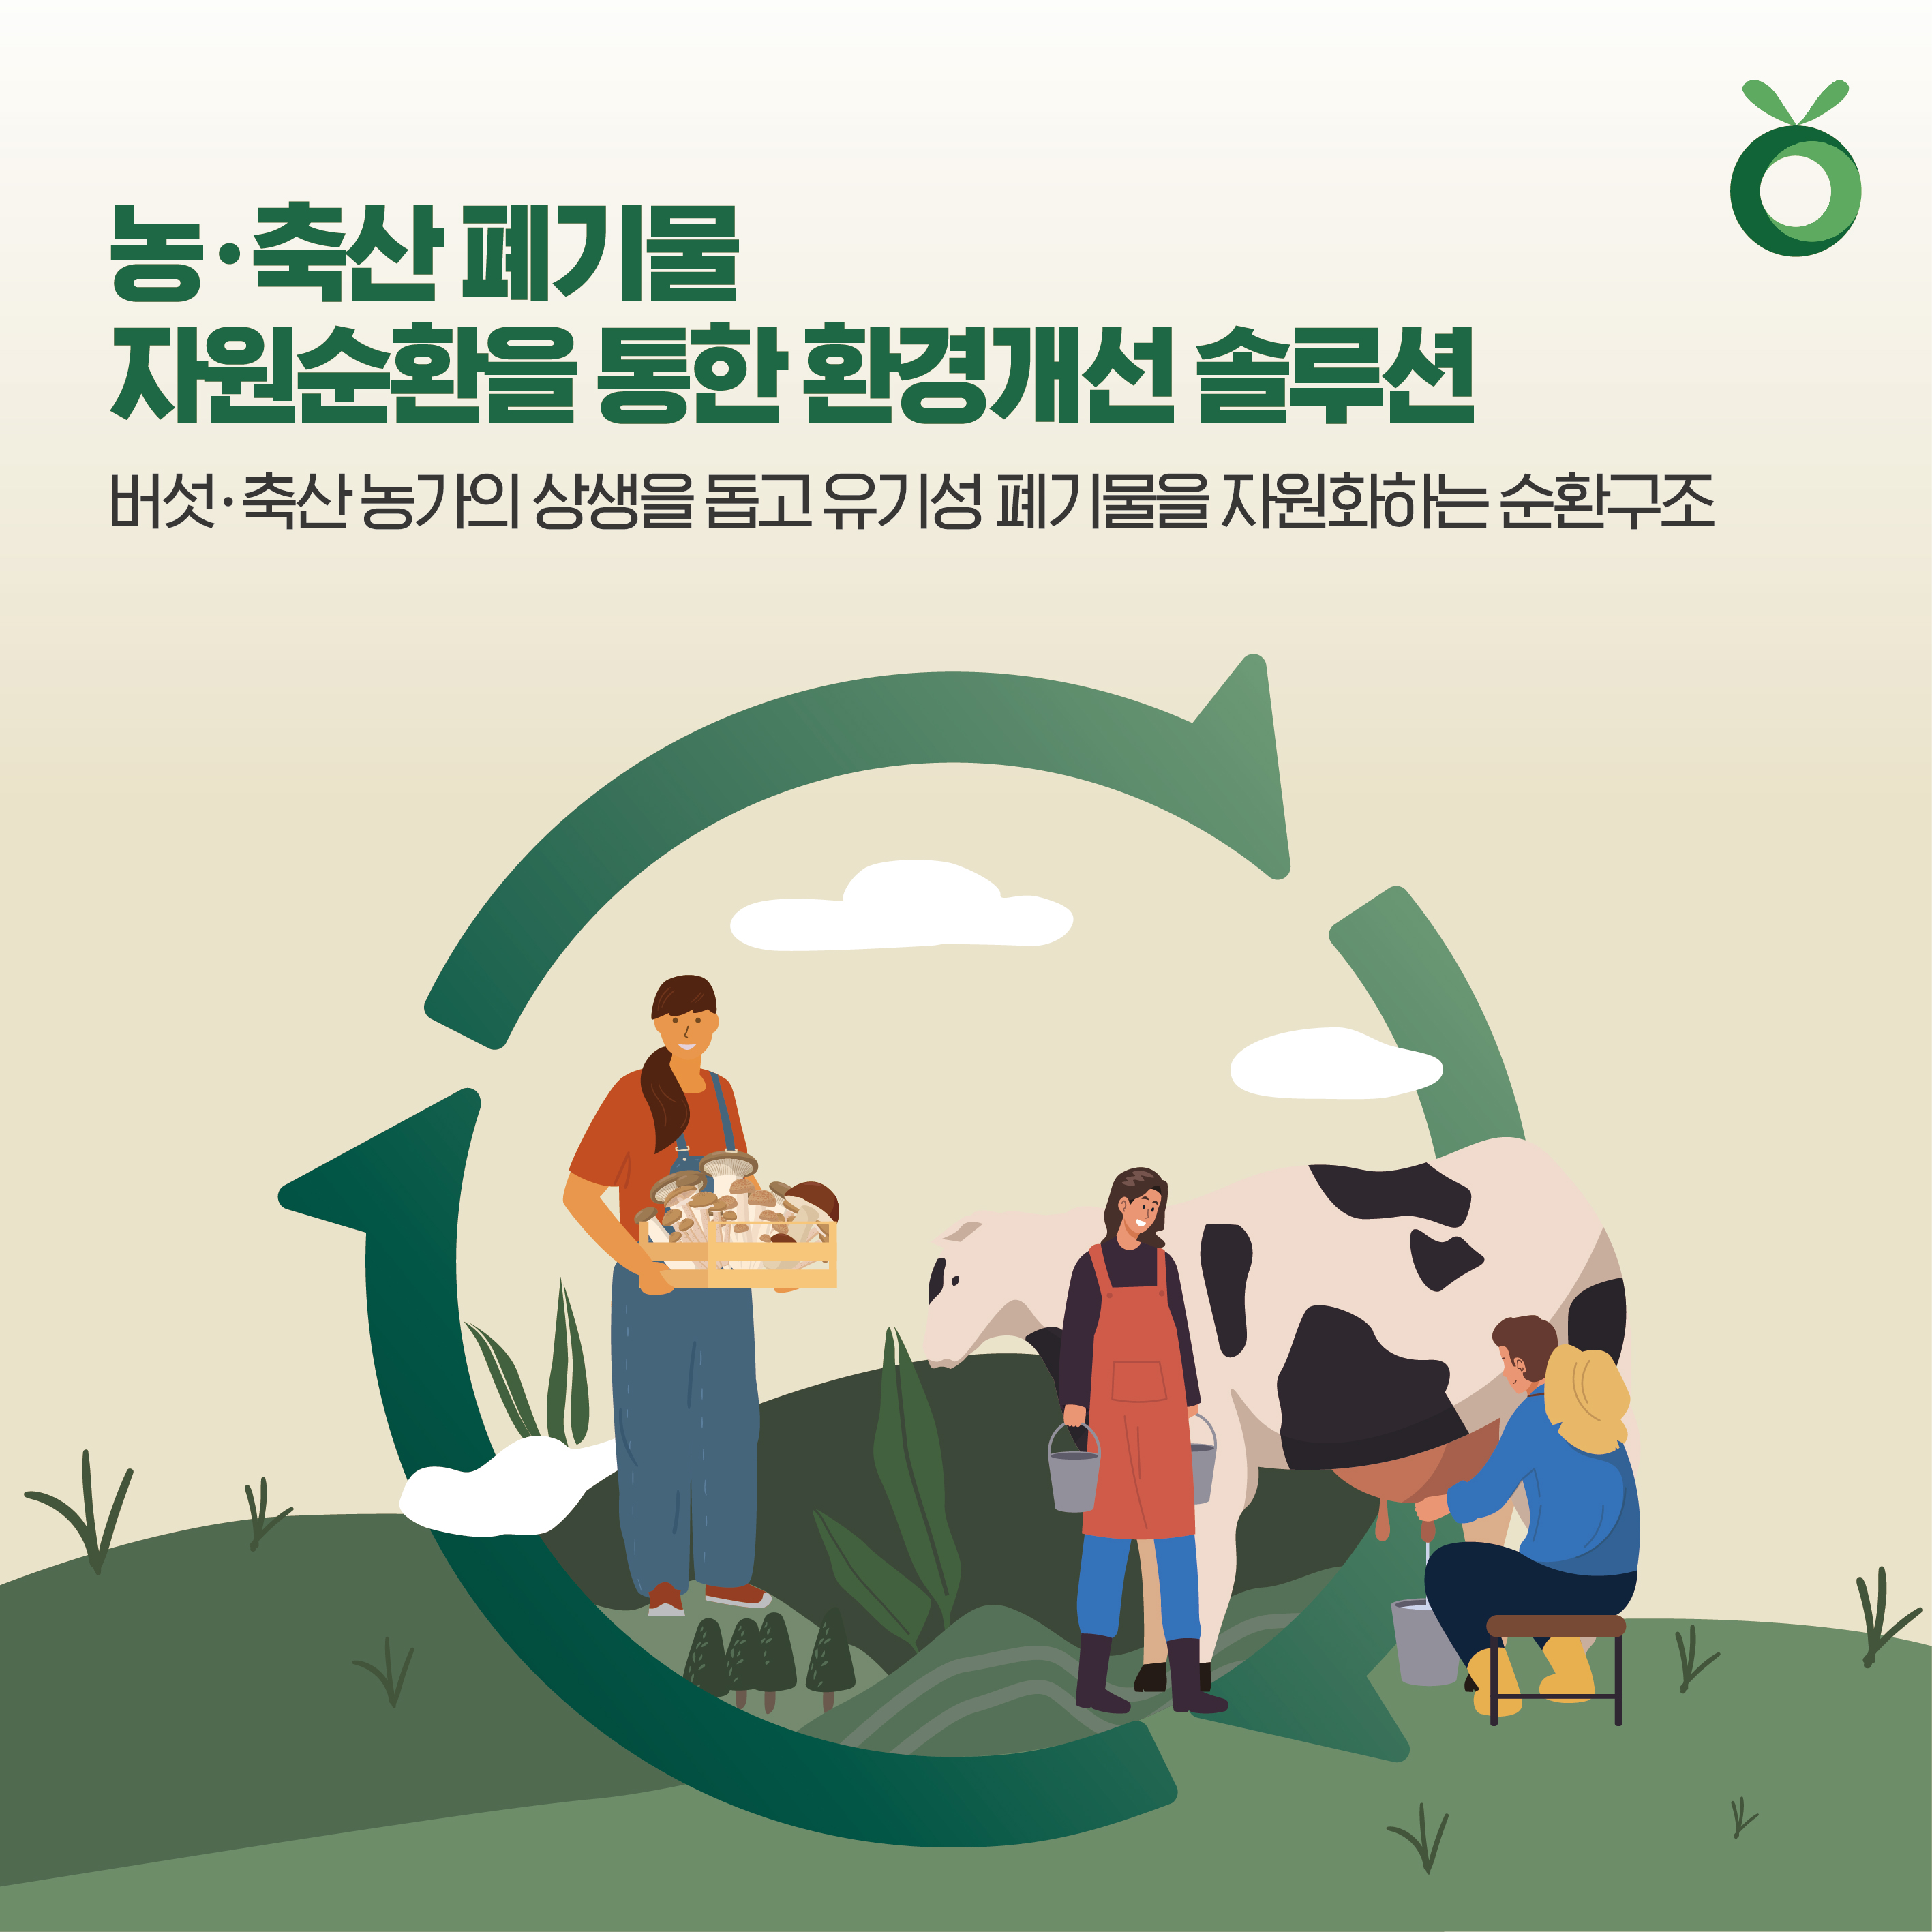 농·축산 폐기물
자원순환을 통한 환경개선 솔루션
버섯·축산 농가의 상생을 돕고 유기성 폐기물을 자원화하는 순환구조